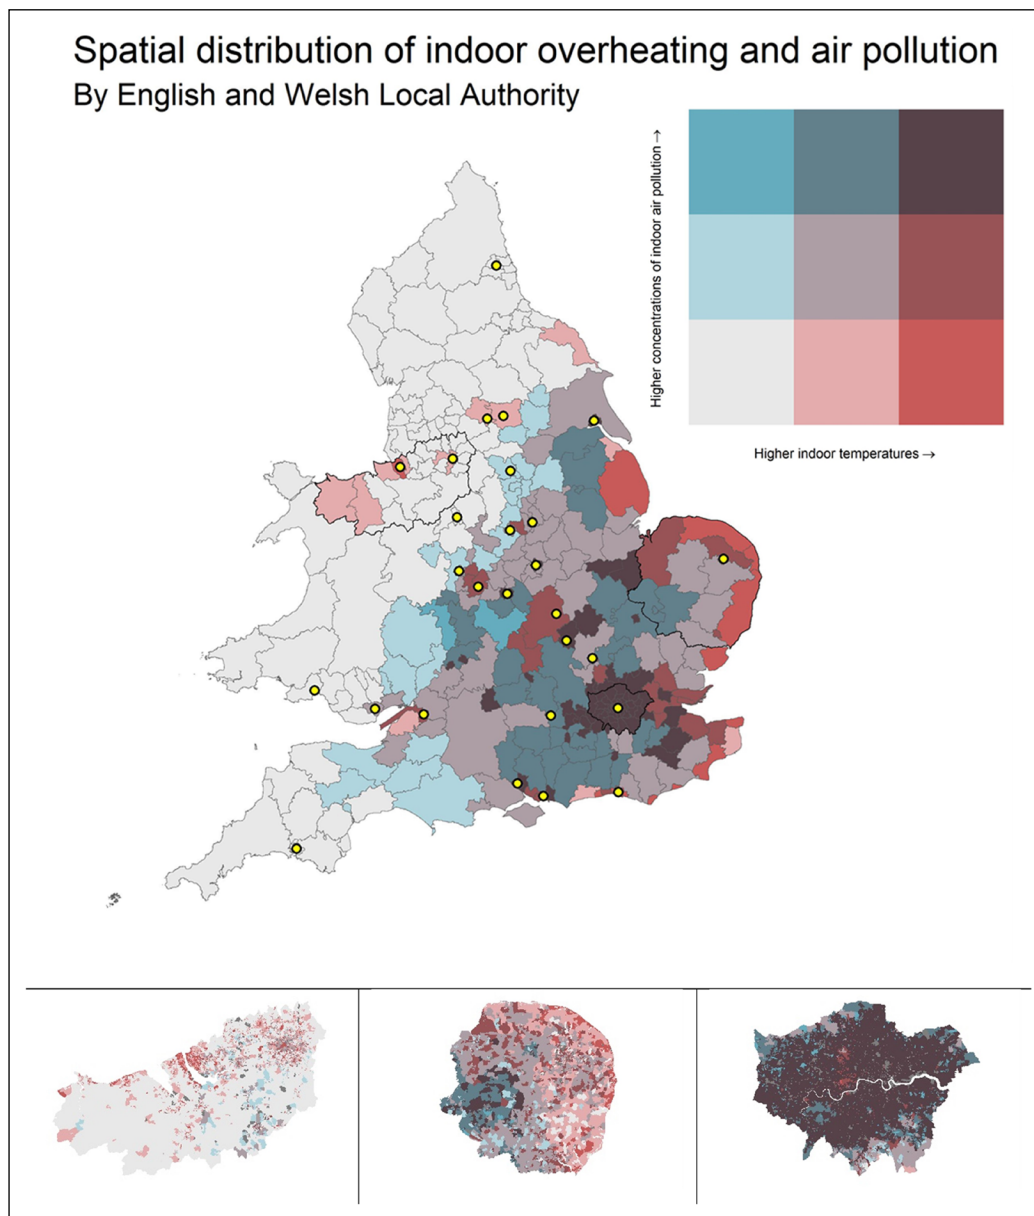 Spatial distribution of indoor overheating and air pollution
By English and Welsh Local Authority
Higher concentrations of indoor air pollution →
Higher indoor temperatures →